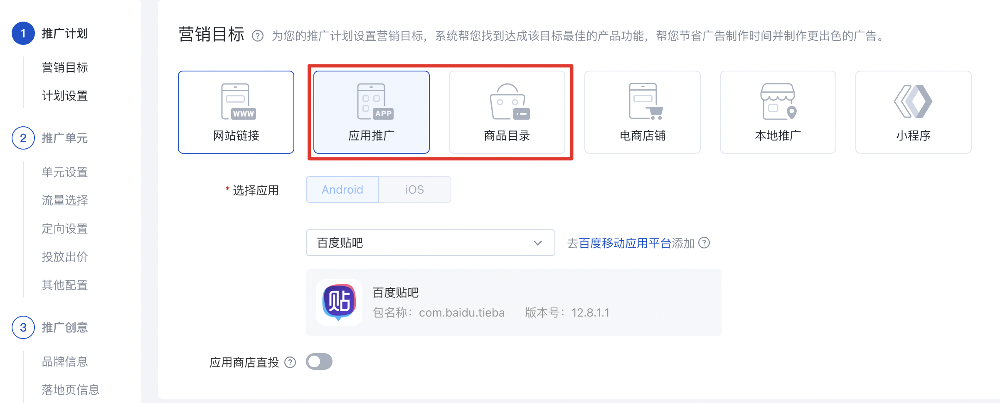 1 推广计划
营销目标
计划设置
2 推广单元
单元设置
流量选择
定向设置
投放出价
其他配置
3 推广创意
品牌信息
落地页信息
营销目标 ? 为您的推广计划设置营销目标，系统帮您找到达成该目标最佳的产品功能，帮您节省广告制作时间并制作更出色的广告。
WWW
网站链接
APP
应用推广
商品目录
电商店铺
本地推广
小程序
* 选择应用 Android iOS
百度贴吧 去百度移动应用平台添加 ?
贴
百度贴吧
包名称：com.baidu.tieba 版本号：12.8.1.1
应用商店直投 ?